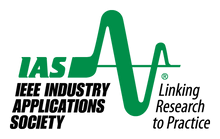 IAS
IEEE INDUSTRY
APPLICATIONS
SOCIETY
®
Linking
Research
to Practice